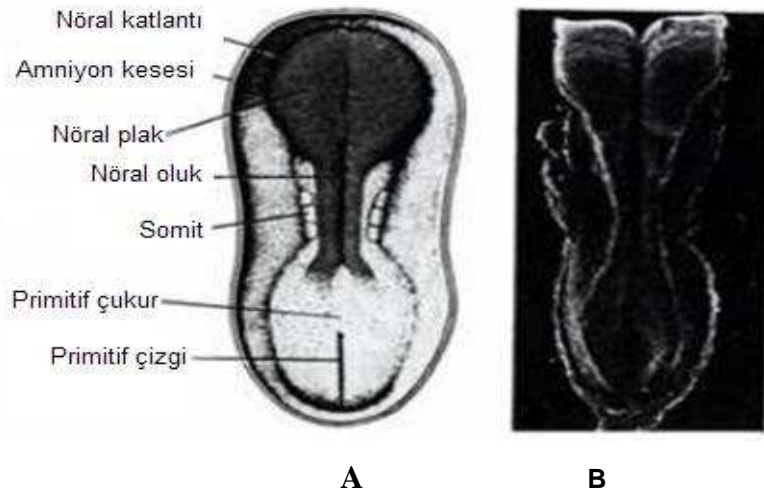 Nöral katlantı
Amniyon kesesi
Nöral plak
Nöral oluk
Somit
Primitif çukur
Primitif çizgi
A
B